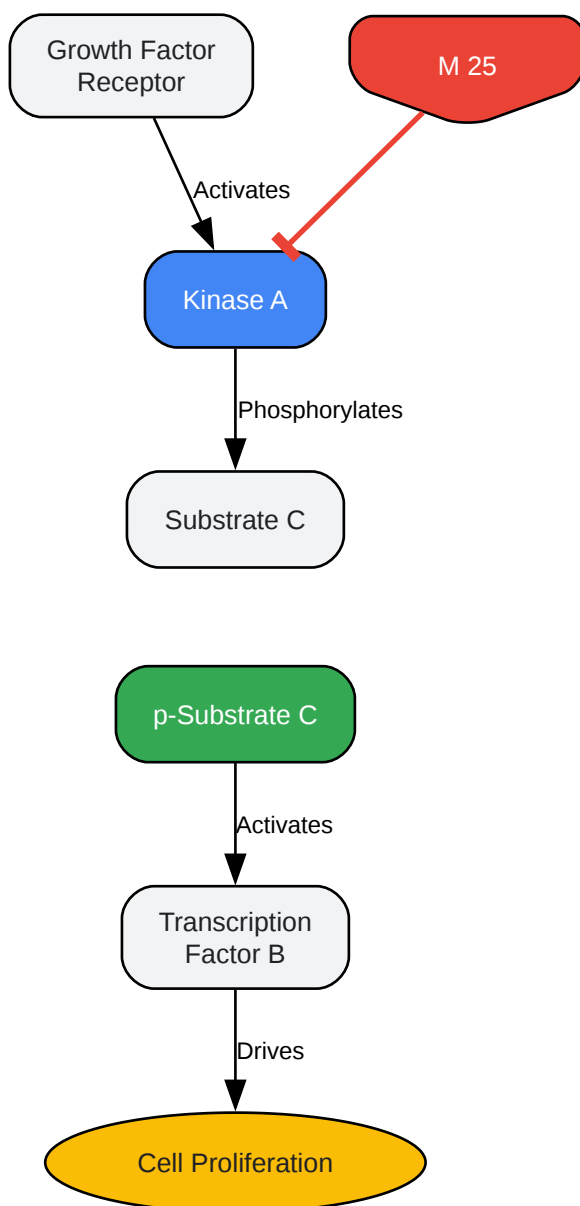 Growth Factor
Receptor
M 25
Activates
Kinase A
Phosphorylates
Substrate C
p-Substrate C
Activates
Transcription
Factor B
Drives
Cell Proliferation